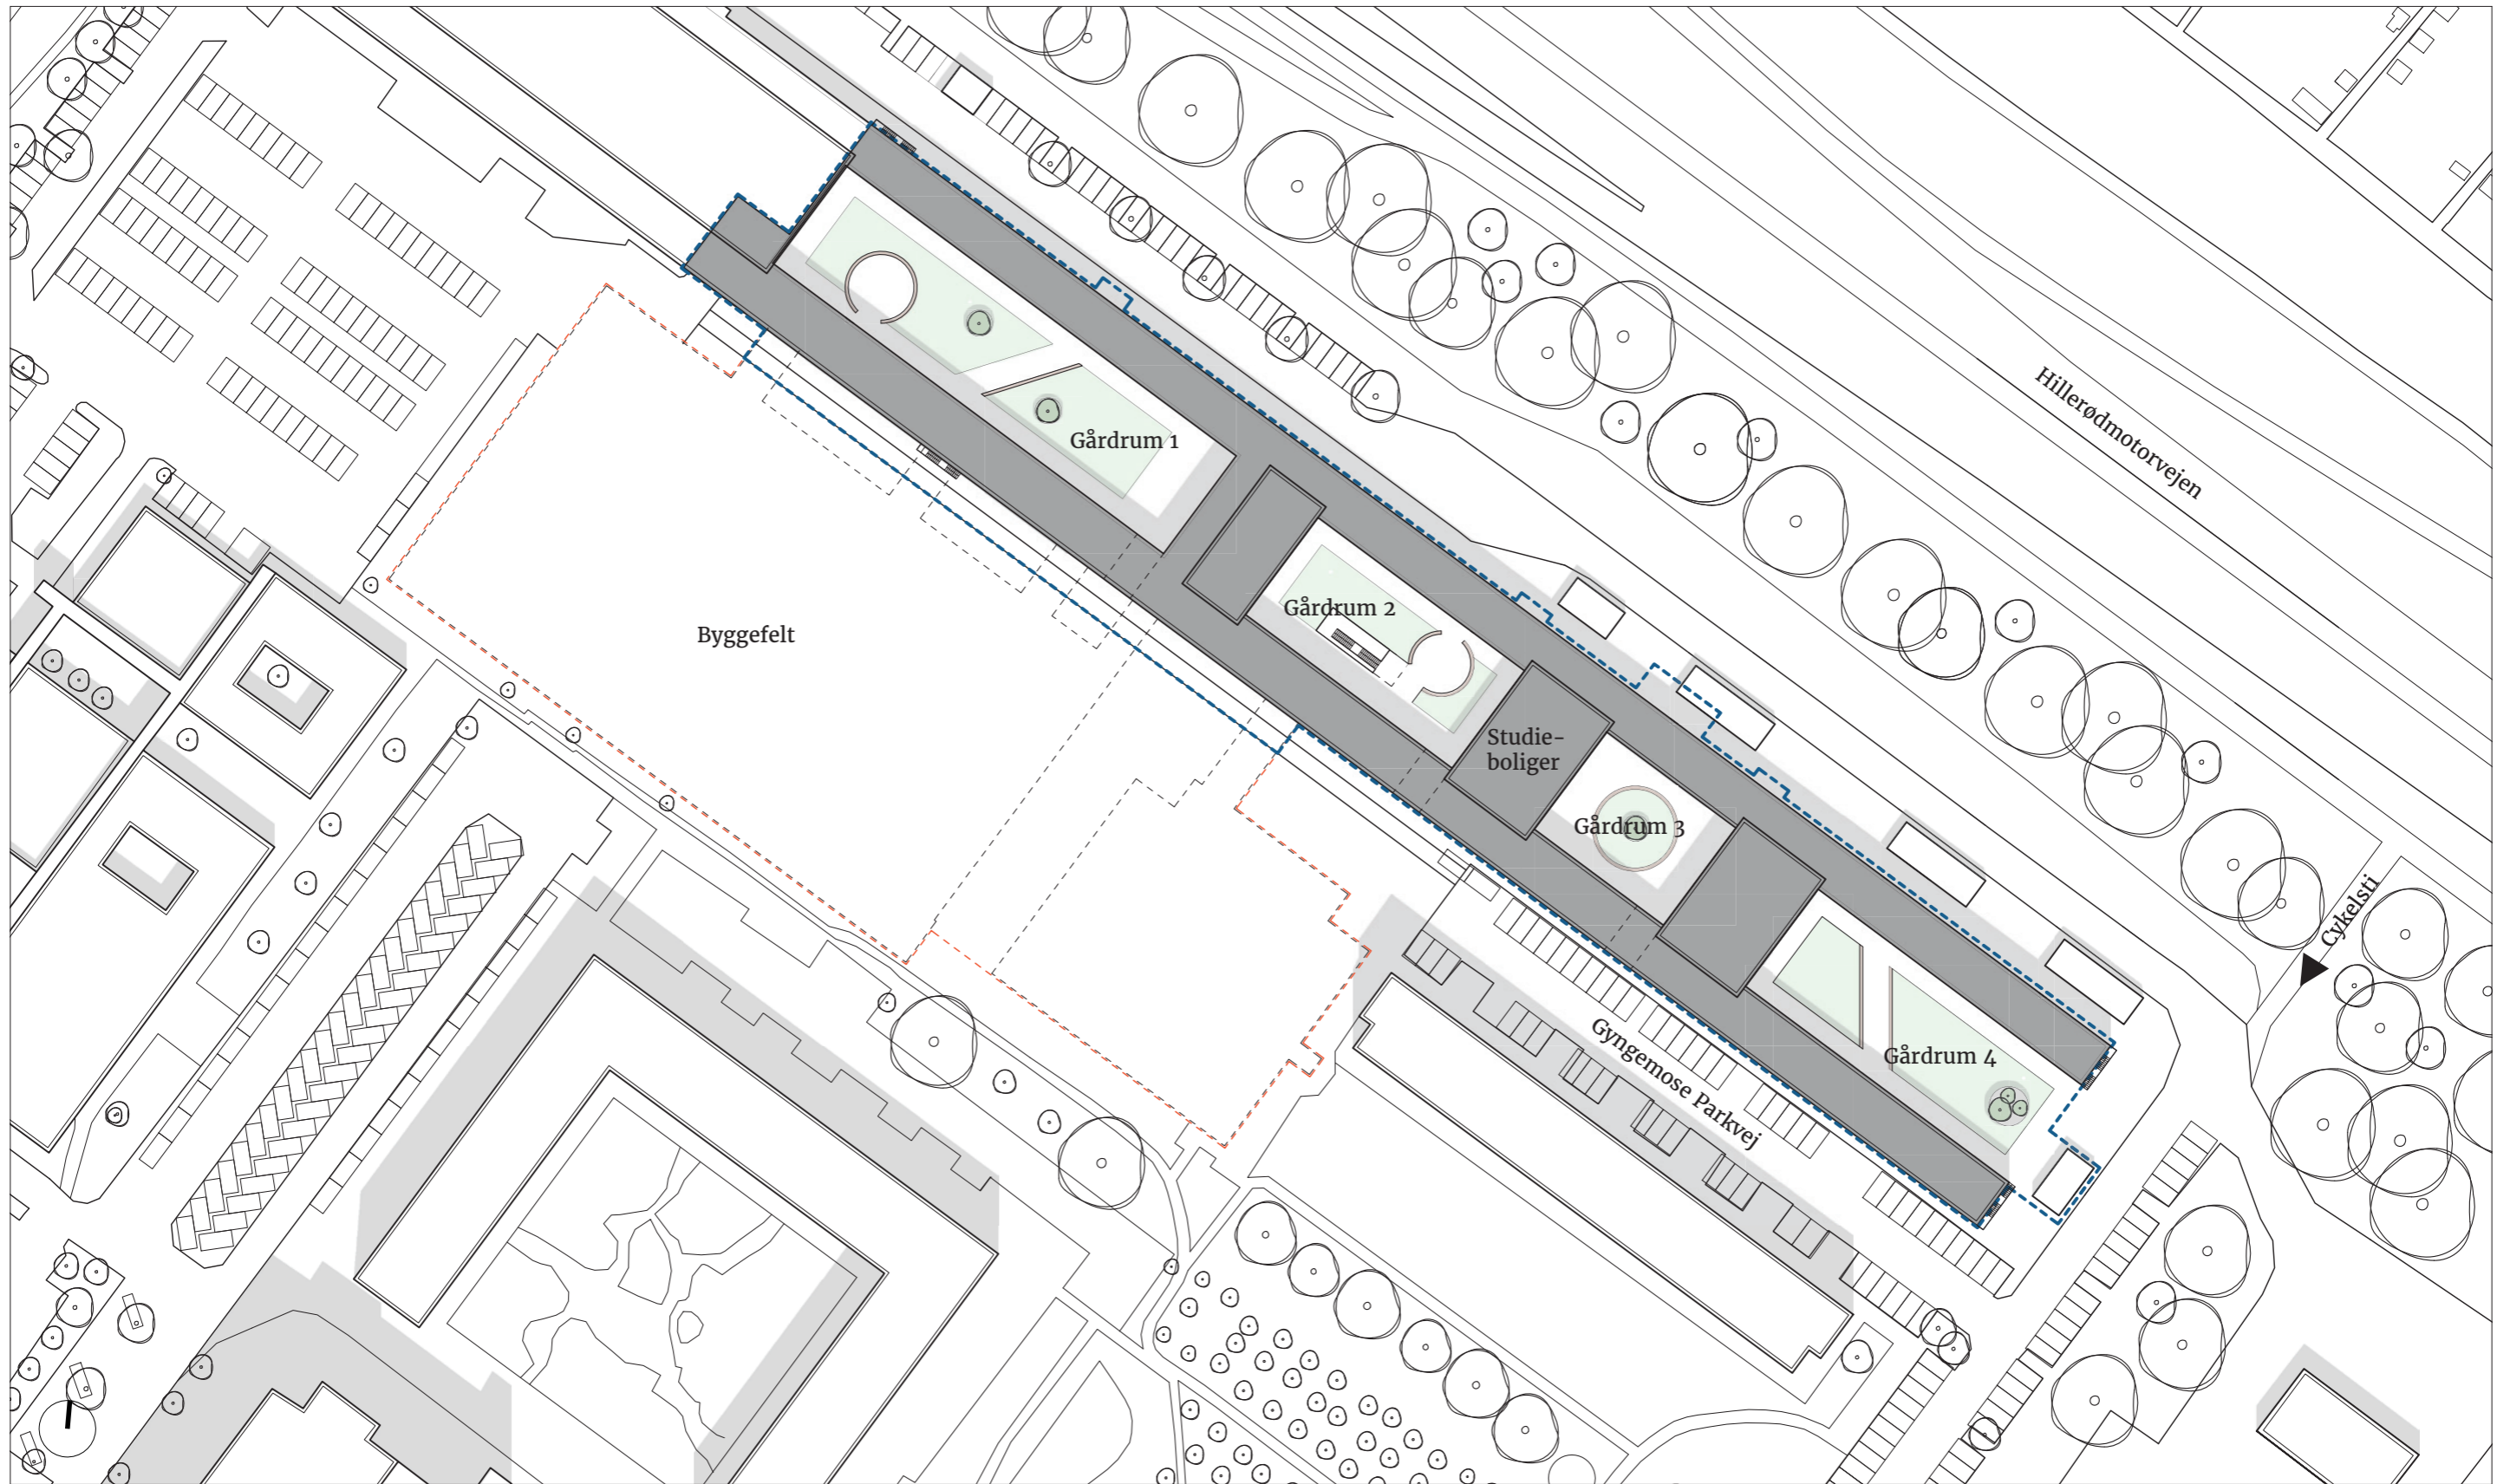 Hillerødmotorvejen
Gårdrum 1
Gårdrum 2
Byggefelt
Studie-
boliger
Gårdrum 3
Cykelsti
Gårdrum 4
Gyngemose Parkvej